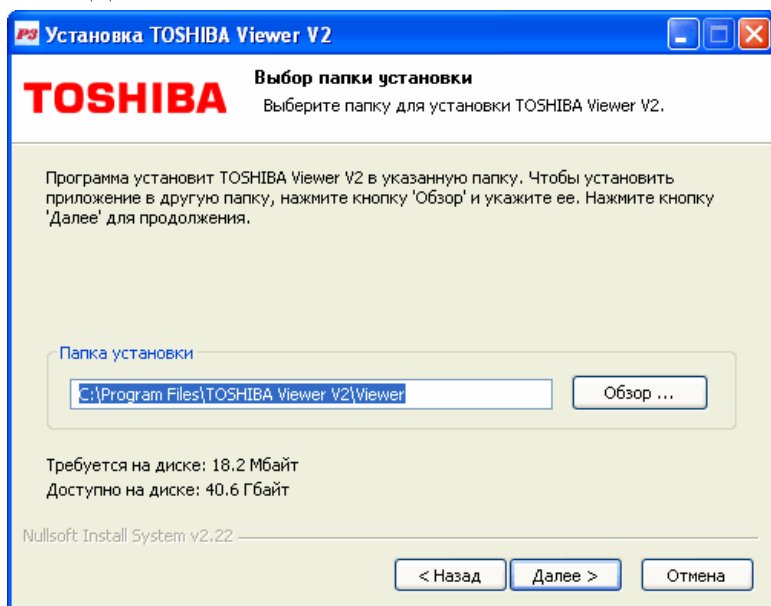 Установка TOSHIBA Viewer V2
TOSHIBA
Выбор папки установки
Выберите папку для установки TOSHIBA Viewer V2.
Программа установит TOSHIBA Viewer V2 в указанную папку. Чтобы установить
приложение в другую папку, нажмите кнопку 'Обзор' и укажите ее. Нажмите кнопку
'Далее' для продолжения.
Папка установки
C:\Program Files\TOSHIBA Viewer V2\Viewer
Обзор ...
Требуется на диске: 18.2 Мбайт
Доступно на диске: 40.6 Гбайт
Nullsoft Install System v2.22
< Назад
Далее >
Отмена